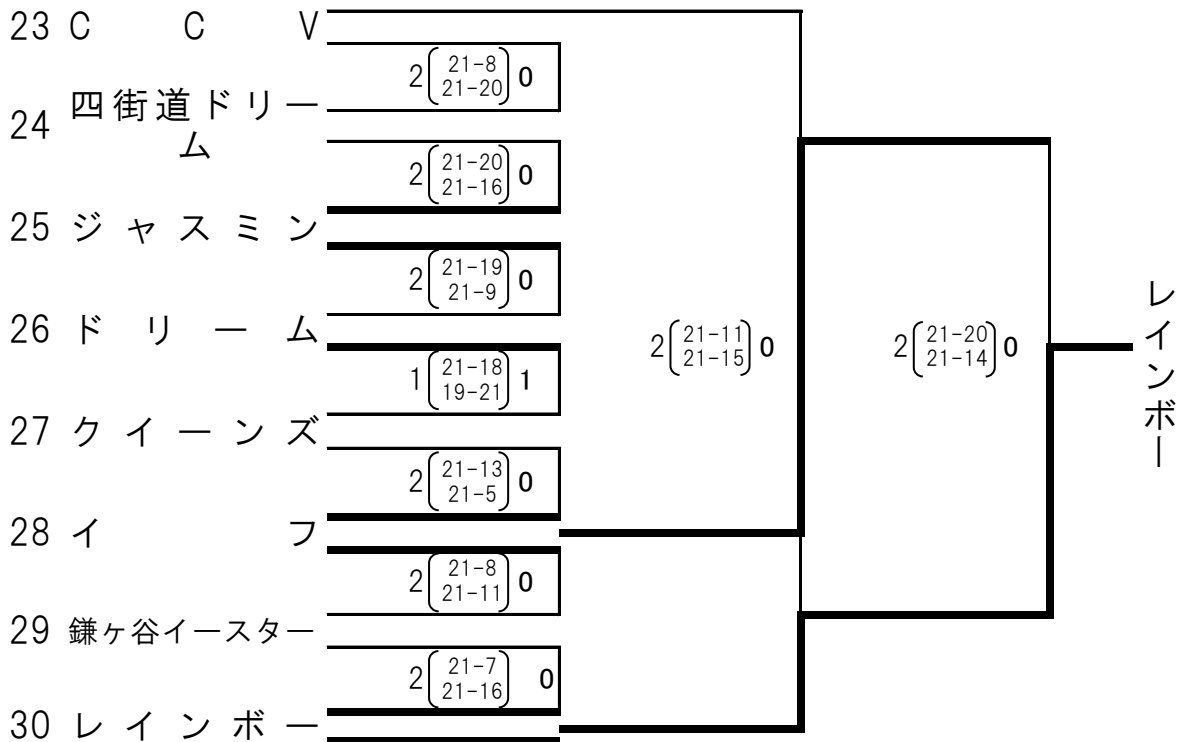 23 C C V
2 21-8 0
21-20
24 四街道ドリー
ム
2 21-20 0
21-16
25 ジャスミン
2 21-19 0
21-9
26 ドリーム
1 21-18 1
19-21
27 クイーンズ
2 21-13 0
21-5
28 イフ
2 21-8 0
21-11
29 鎌ヶ谷イースター
2 21-7 0
21-16
30 レインボー
2 21-11 0
21-15
2 21-20 0
21-14
レインボー